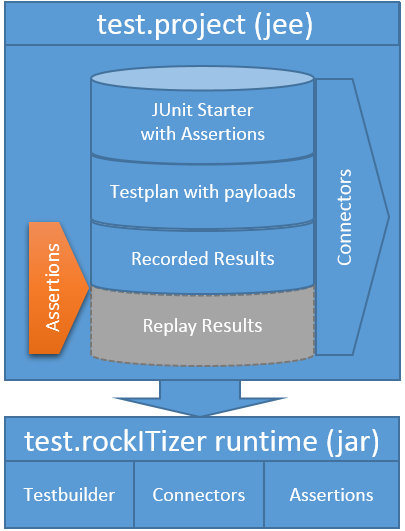 test.project (jee)
JUnit Starter
with Assertions
Testplan with payloads
Recorded Results
Replay Results
Assertions
Connectors
test.rockITizer runtime (jar)
Testbuilder
Connectors
Assertions